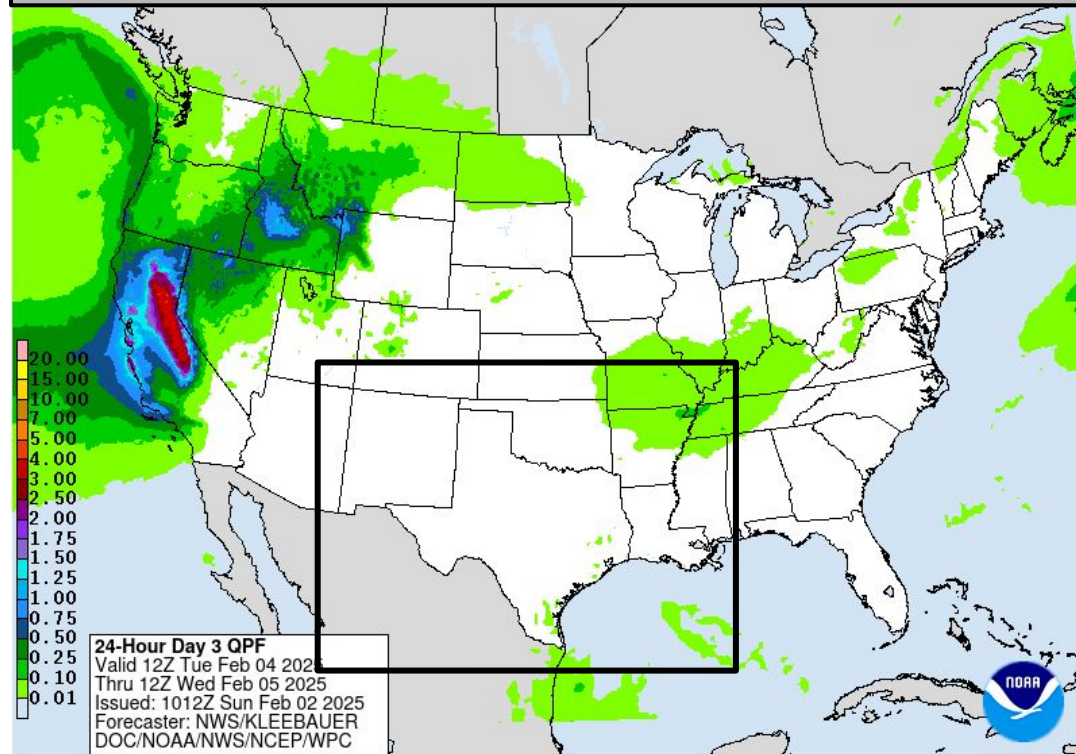 20.00
15.00
10.00
7.00
5.00
4.00
3.00
2.50
2.00
1.75
1.50
1.25
1.00
0.75
0.50
0.25
0.10
0.01
24-Hour Day 3 QPF
Valid 12Z Tue Feb 04 2025
Thru 12Z Wed Feb 05 2025
Issued: 1012Z Sun Feb 02 2025
Forecaster: NWS/KLEEBAUER
DOC/NOAA/NWS/NCEP/WPC
NOAA